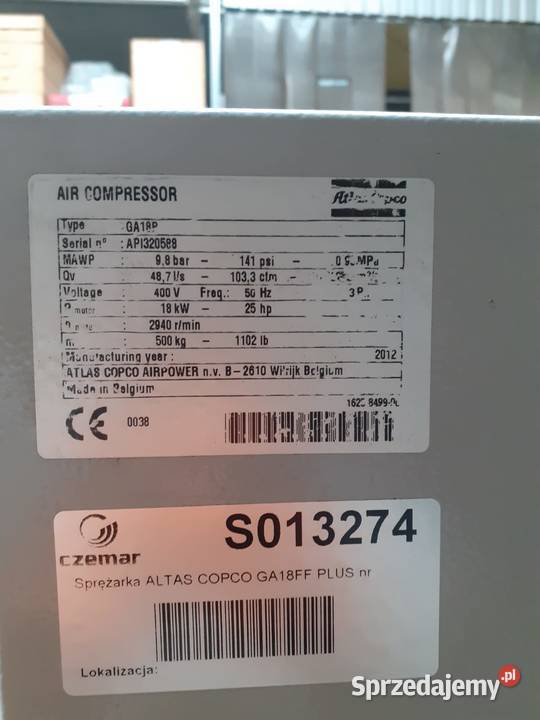 AIR COMPRESSOR
Type : GA18P
Serial n° : API320588
MAWP : 9,8 bar – 141 psi –
Qv : 48,7 l/s – 103,3 cfm –
Voltage : 400 V Freq.: 50 Hz
: 18 kW – 25 hp
: 2940 r/min
: 500 kg – 1102 lb
Manufacturing year : 2012
ATLAS COPCO AIRPOWER n.v. B–2610 Wilrijk Belgium
Made in Belgium
CE 0038
czemar
S013274
Sprężarka ALTAS COPCO GA18FF PLUS nr
Lokalizacja:
Sprzedajemy.pl